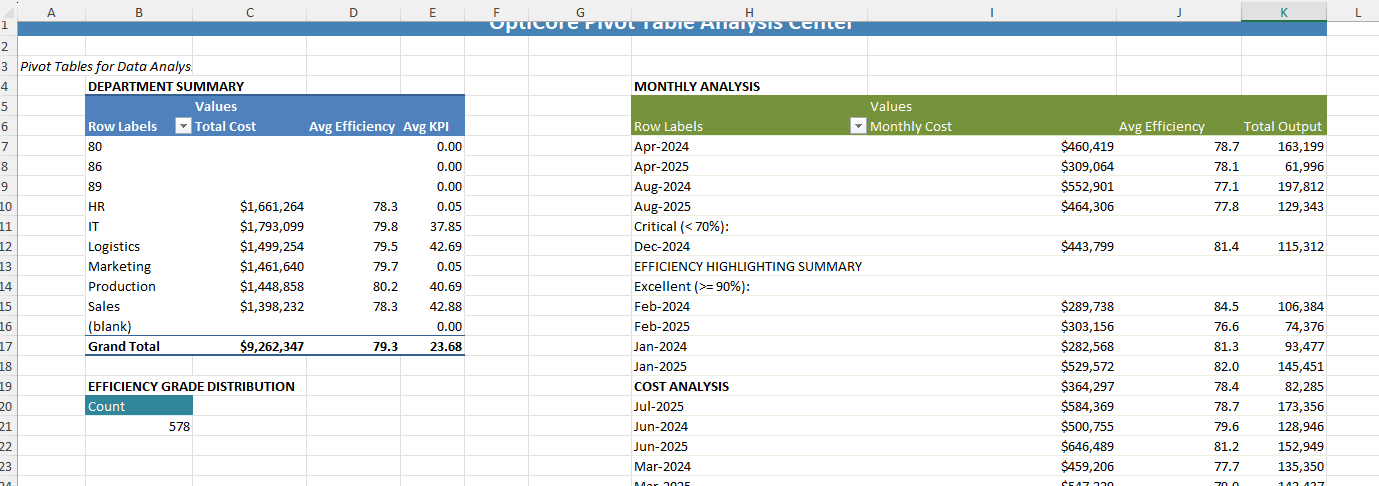 A B C D E F G H I J K L
1 OptiCore Pivot Table Analysis Center
2
3 Pivot Tables for Data Analys
4 DEPARTMENT SUMMARY MONTHLY ANALYSIS
5 Values Values
6 Row Labels Total Cost Avg Efficiency Avg KPI Row Labels Monthly Cost Avg Efficiency Total Output
7 80 0.00 Apr-2024 $460,419 78.7 163,199
8 86 0.00 Apr-2025 $309,064 78.1 61,996
9 89 0.00 Aug-2024 $552,901 77.1 197,812
10 HR $1,661,264 78.3 0.05 Aug-2025 $464,306 77.8 129,343
11 IT $1,793,099 79.8 37.85 Critical (< 70%):
12 Logistics $1,499,254 79.5 42.69 Dec-2024 $443,799 81.4 115,312
13 Marketing $1,461,640 79.7 0.05 EFFICIENCY HIGHLIGHTING SUMMARY
14 Production $1,448,858 80.2 40.69 Excellent (>= 90%):
15 Sales $1,398,232 78.3 42.88 Feb-2024 $289,738 84.5 106,384
16 (blank) 0.00 Feb-2025 $303,156 76.6 74,376
17 Grand Total $9,262,347 79.3 23.68 Jan-2024 $282,568 81.3 93,477
18 Jan-2025 $529,572 82.0 145,451
19 EFFICIENCY GRADE DISTRIBUTION COST ANALYSIS $364,297 78.4 82,285
20 Count Jul-2025 $584,369 78.7 173,356
21 578 Jun-2024 $500,755 79.6 128,946
22 Jun-2025 $646,489 81.2 152,949
23 Mar-2024 $459,206 77.7 135,350
Mar-2025